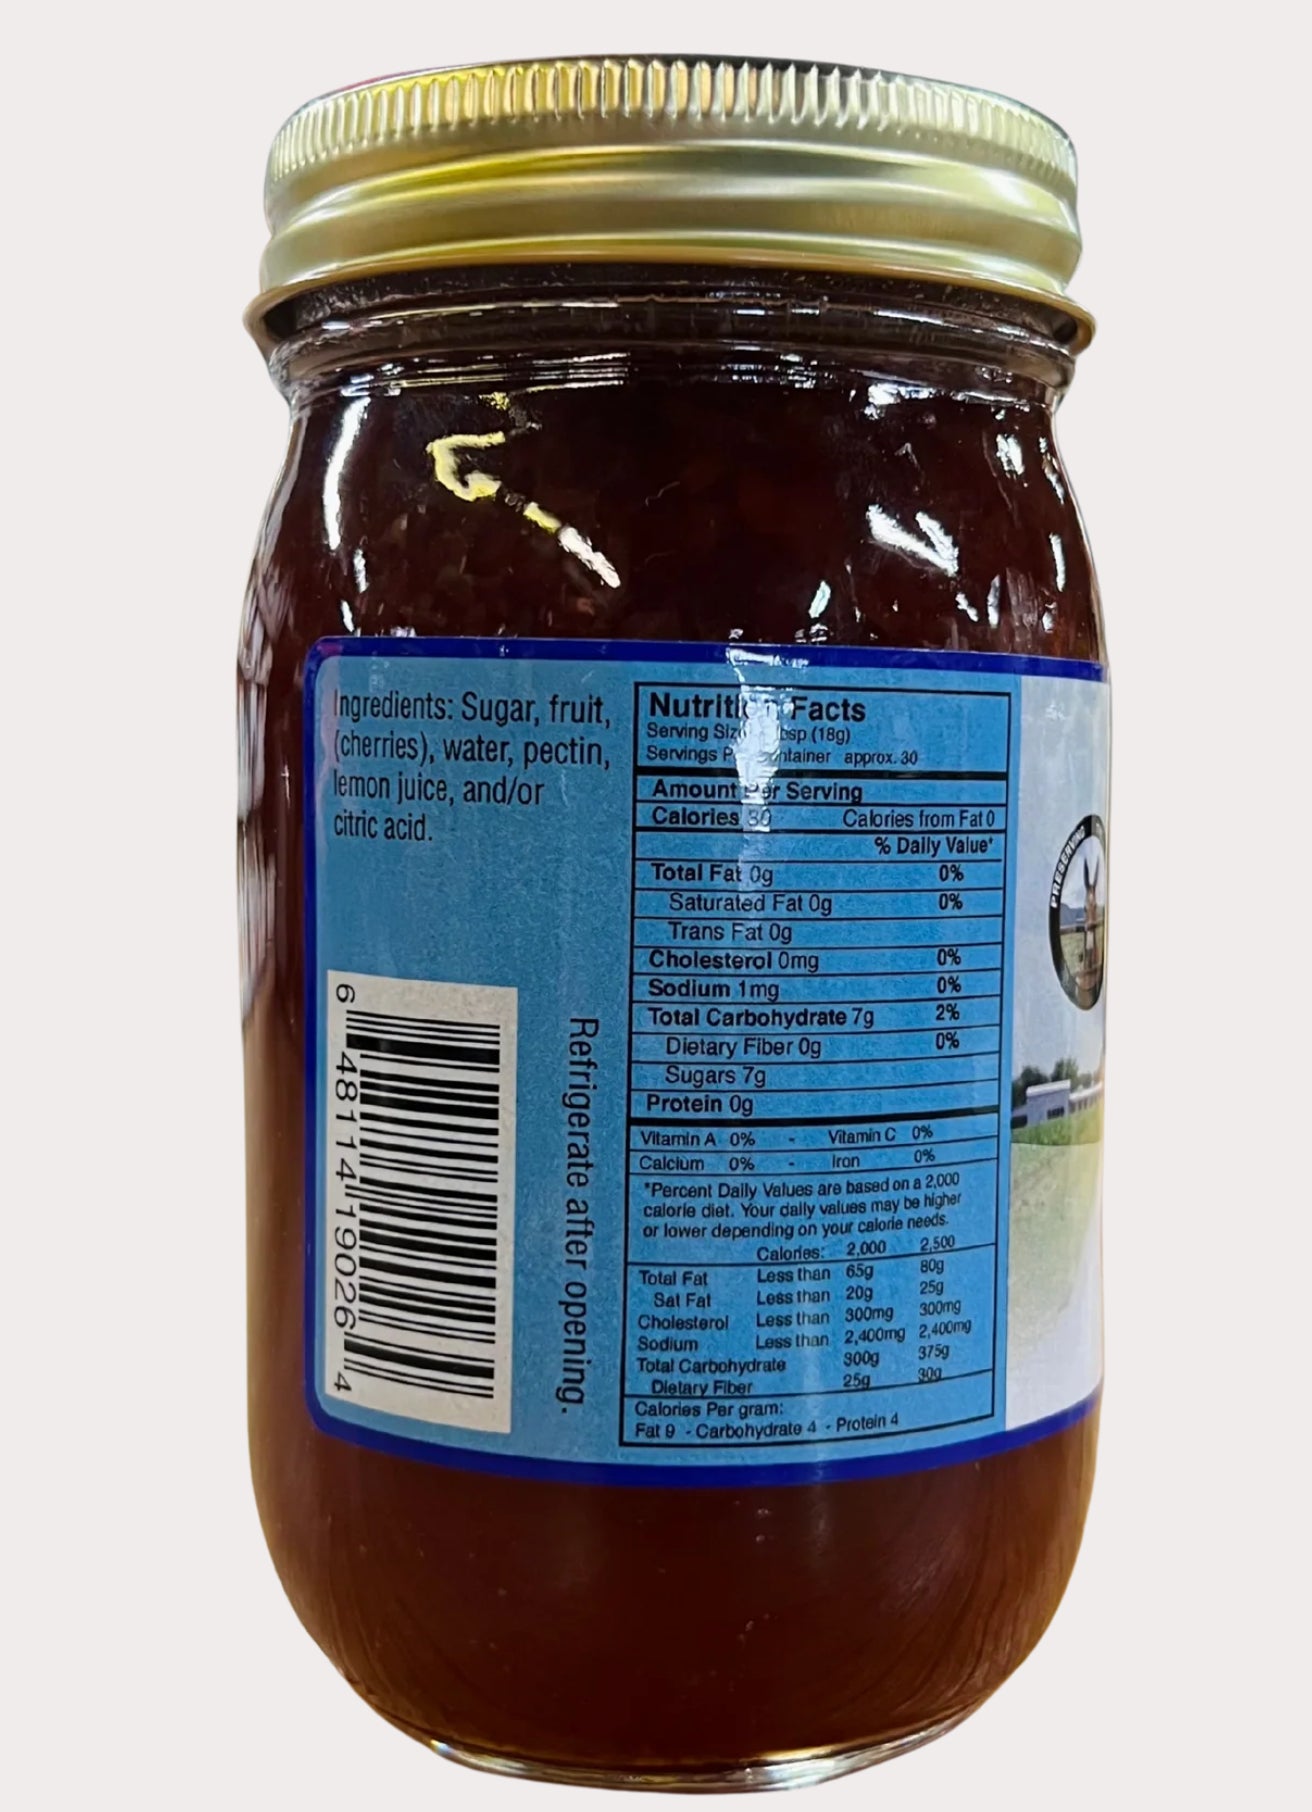 Ingredients: Sugar, fruit,
(cherries), water, pectin,
lemon juice, and/or
citric acid.
6 48114 19026 4
Refrigerate after opening.
Nutrition Facts
Serving Size (18g)
Servings Per Container approx. 30
Amount Per Serving
Calories 30 Calories from Fat 0
% Daily Value*
Total Fat 0g 0%
Saturated Fat 0g 0%
Trans Fat 0g
Cholesterol 0mg 0%
Sodium 1mg 0%
Total Carbohydrate 7g 2%
Dietary Fiber 0g 0%
Sugars 7g
Protein 0g
Vitamin A 0% - Vitamin C 0%
Calcium 0% - Iron 0%
*Percent Daily Values are based on a 2,000
calorie diet. Your daily values may be higher
or lower depending on your calorie needs.
Calories: 2,000 2,500
Total Fat Less than 65g 80g
Sat Fat Less than 20g 25g
Cholesterol Less than 300mg 300mg
Sodium Less than 2,400mg 2,400mg
Total Carbohydrate 300g 375g
Dietary Fiber 25g 30g
Calories Per gram:
Fat 9 - Carbohydrate 4 - Protein 4
PRESERVING